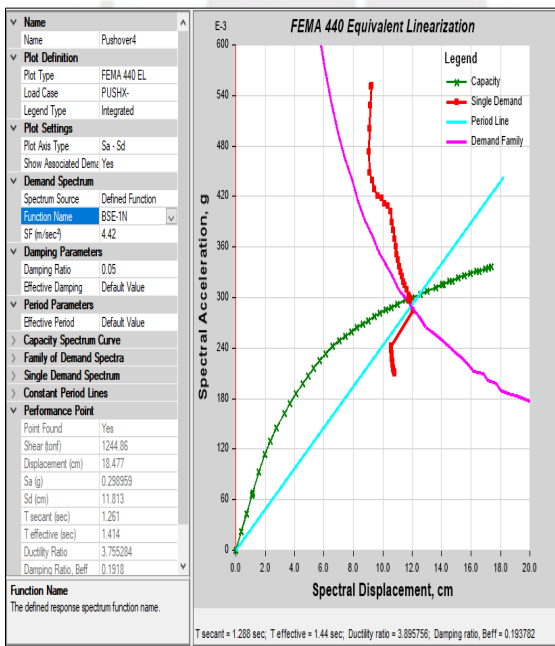 Name
Name Pushover4
Plot Definition
Plot Type FEMA 440 EL
Load Case PUSHX-
Legend Type Integrated
Plot Settings
Plot Axis Type Sa - Sd
Show Associated Dema Yes
Demand Spectrum
Spectrum Source Defined Function
Function Name BSE-1N
SF (m/sec²) 4.42
Damping Parameters
Damping Ratio 0.05
Effective Damping Default Value
Period Parameters
Effective Period Default Value
Capacity Spectrum Curve
Family of Demand Spectra
Single Demand Spectrum
Constant Period Lines
Performance Point
Point Found Yes
Shear (tonf) 1244.86
Displacement (cm) 18.477
Sa (g) 0.298959
Sd (cm) 11.813
T secant (sec) 1.261
T effective (sec) 1.414
Ductility Ratio 3.755284
Damping Ratio, Beff 0.1918
Function Name
The defined response spectrum function name.
E-3
FEMA 440 Equivalent Linearization
Legend
Capacity
Single Demand
Period Line
Demand Family
600
540
480
420
360
300
240
180
120
60
0
Spectral Acceleration, g
0.0 2.0 4.0 6.0 8.0 10.0 12.0 14.0 16.0 18.0 20.0
Spectral Displacement, cm
T secant = 1.288 sec; T effective = 1.44 sec; Ductility ratio = 3.895756; Damping ratio, Beff = 0.193782